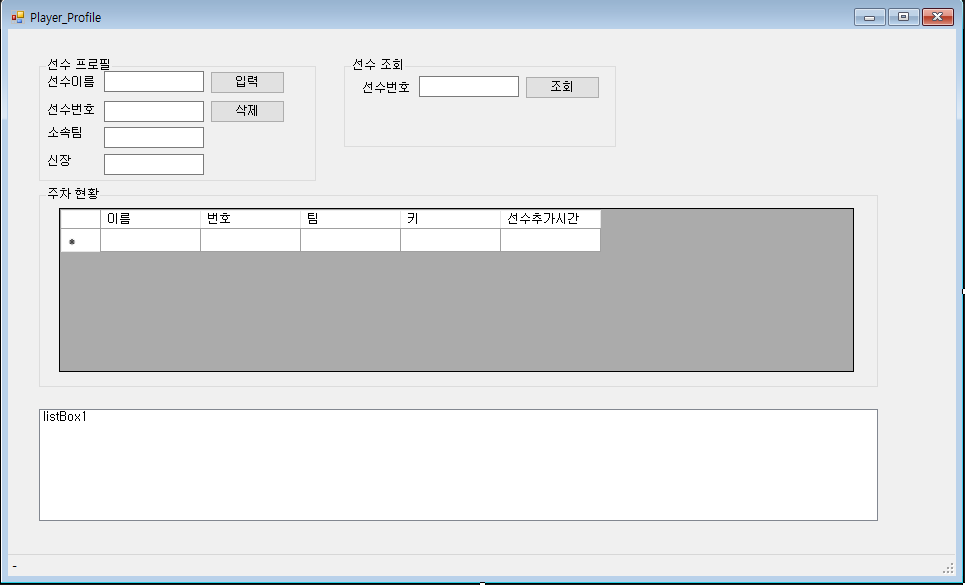 Player_Profile
선수 프로필
선수이름 입력
선수번호 삭제
소속팀
신장
선수 조회
선수번호 조회
주차 현황
이름 번호 팀 키 선수추가시간
*
listBox1
-